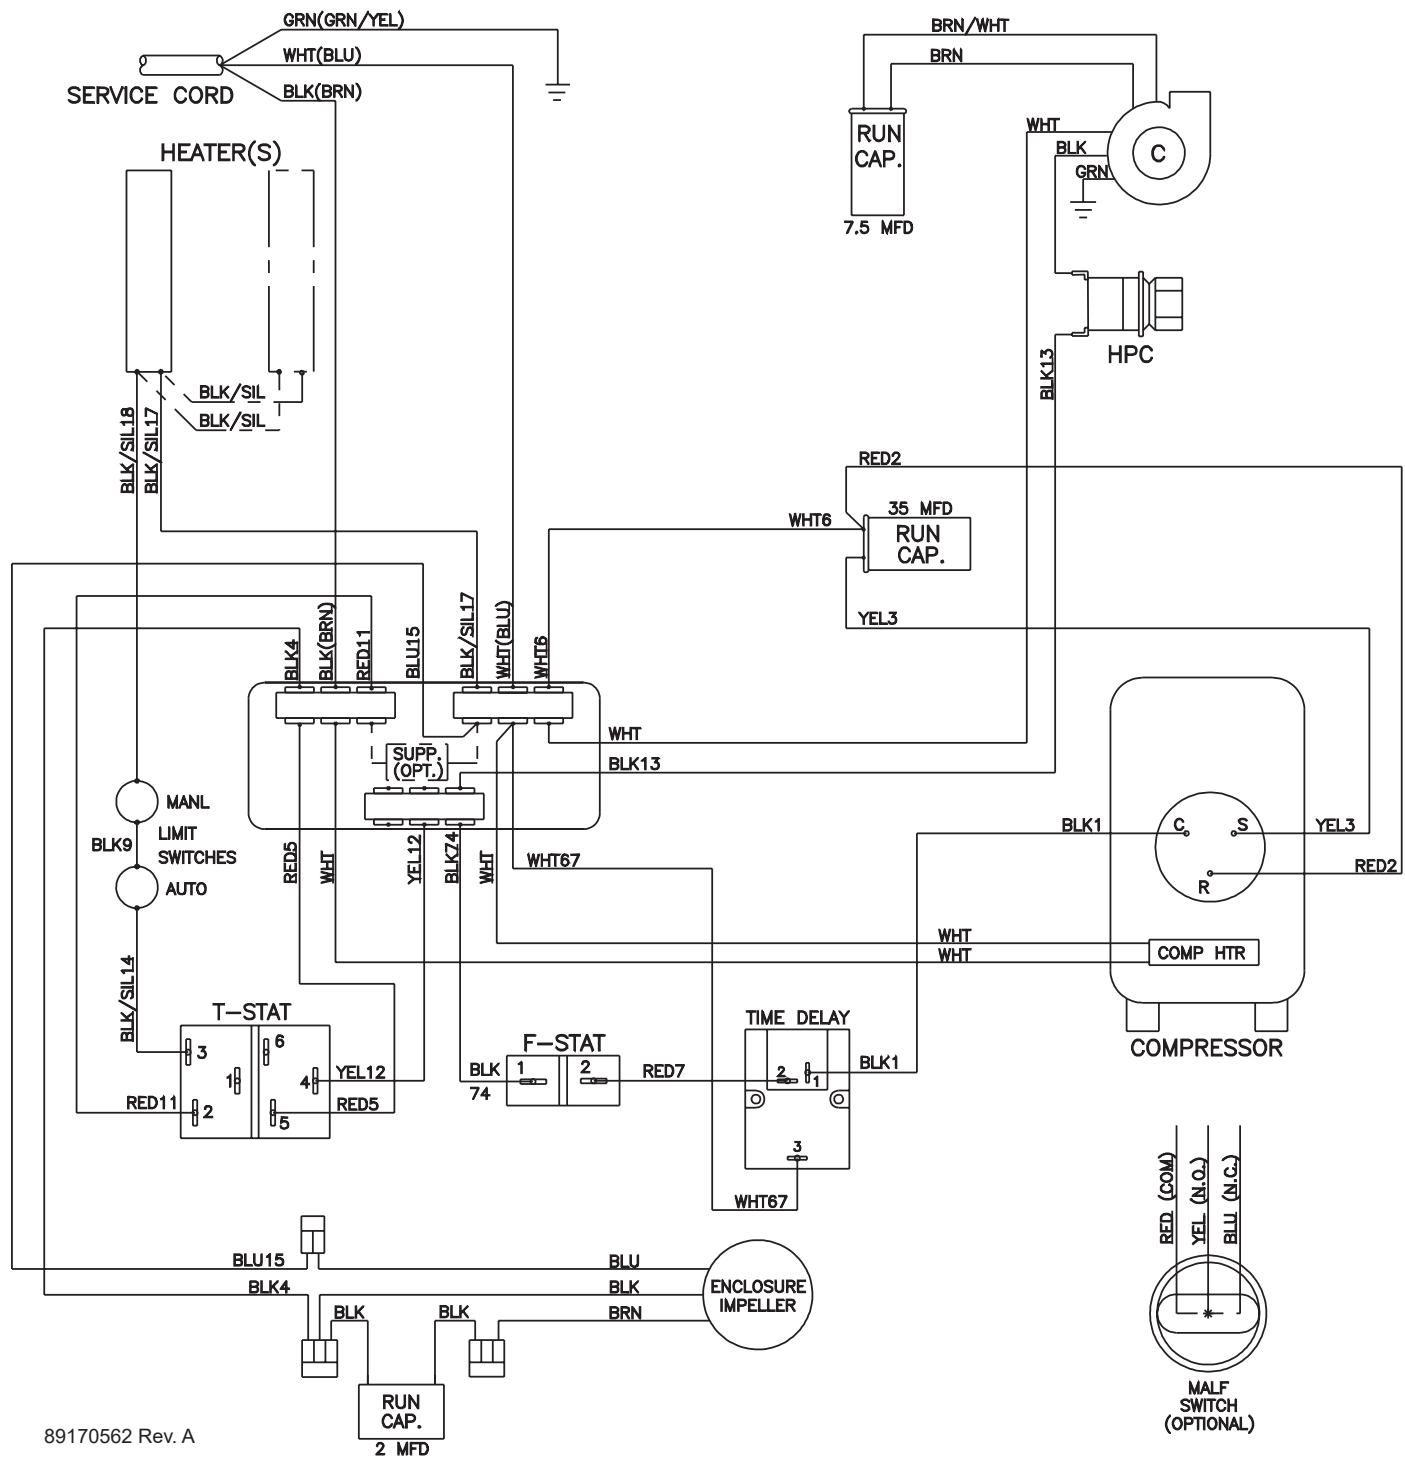 GRN(GRN/YEL)
WHT(BLU)
BLK(BRN)
SERVICE CORD
HEATER(S)
BRN/WHT
BRN
RUN
CAP.
7.5 MFD
WHT
BLK
GRN
C
HPC
BLK13
BLK/SIL
BLK/SIL
BLK/SIL18
BLK/SIL17
RED2
35 MFD
RUN
CAP.
WHT6
YEL3
BLK4
BLK(BRN)
RED11
BLU15
BLK/SIL17
WHT(BLU)
WHT6
SUPP.
(OPT.)
WHT
BLK13
MANL
LIMIT
SWITCHES
BLK9
AUTO
RED5
WHT
YEL12
BLK74
WHT
WHT67
BLK1
C
S
R
YEL3
RED2
WHT
WHT
COMP HTR
COMPRESSOR
BLK/SIL14
T-STAT
3
6
1
4
2
5
YEL12
RED11
RED5
F-STAT
BLK
74
1
2
RED7
TIME DELAY
2
1
3
BLK1
WHT67
RED (COM)
YEL (N.O.)
BLU (N.C.)
MALF
SWITCH
(OPTIONAL)
BLU15
BLK4
BLU
BLK
BRN
ENCLOSURE
IMPELLER
BLK
BLK
RUN
CAP.
2 MFD
89170562 Rev. A